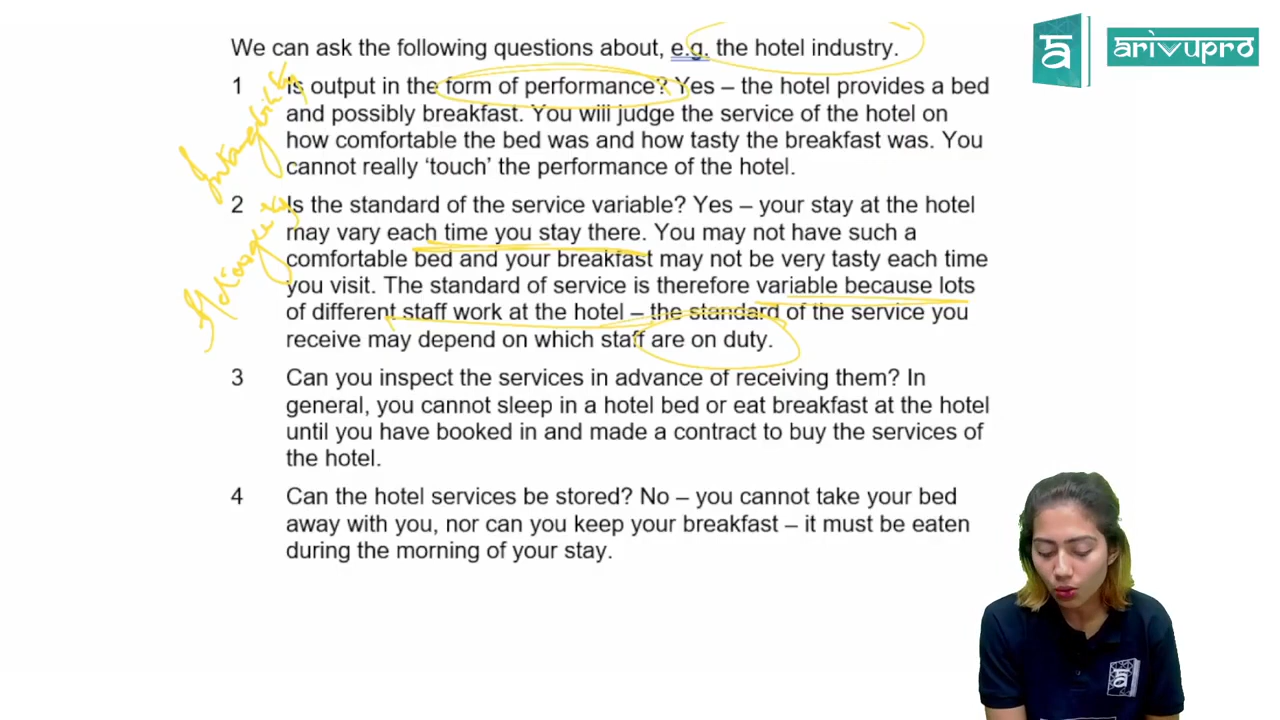 We can ask the following questions about, e.g. the hotel industry.
ā
arivupro
1 Is output in the form of performance? Yes – the hotel provides a bed
and possibly breakfast. You will judge the service of the hotel on
how comfortable the bed was and how tasty the breakfast was. You
cannot really ‘touch’ the performance of the hotel.
Intangibility
2 Is the standard of the service variable? Yes – your stay at the hotel
may vary each time you stay there. You may not have such a
comfortable bed and your breakfast may not be very tasty each time
you visit. The standard of service is therefore variable because lots
of different staff work at the hotel – the standard of the service you
receive may depend on which staff are on duty.
3 Can you inspect the services in advance of receiving them? In
general, you cannot sleep in a hotel bed or eat breakfast at the hotel
until you have booked in and made a contract to buy the services of
the hotel.
4 Can the hotel services be stored? No – you cannot take your bed
away with you, nor can you keep your breakfast – it must be eaten
during the morning of your stay.